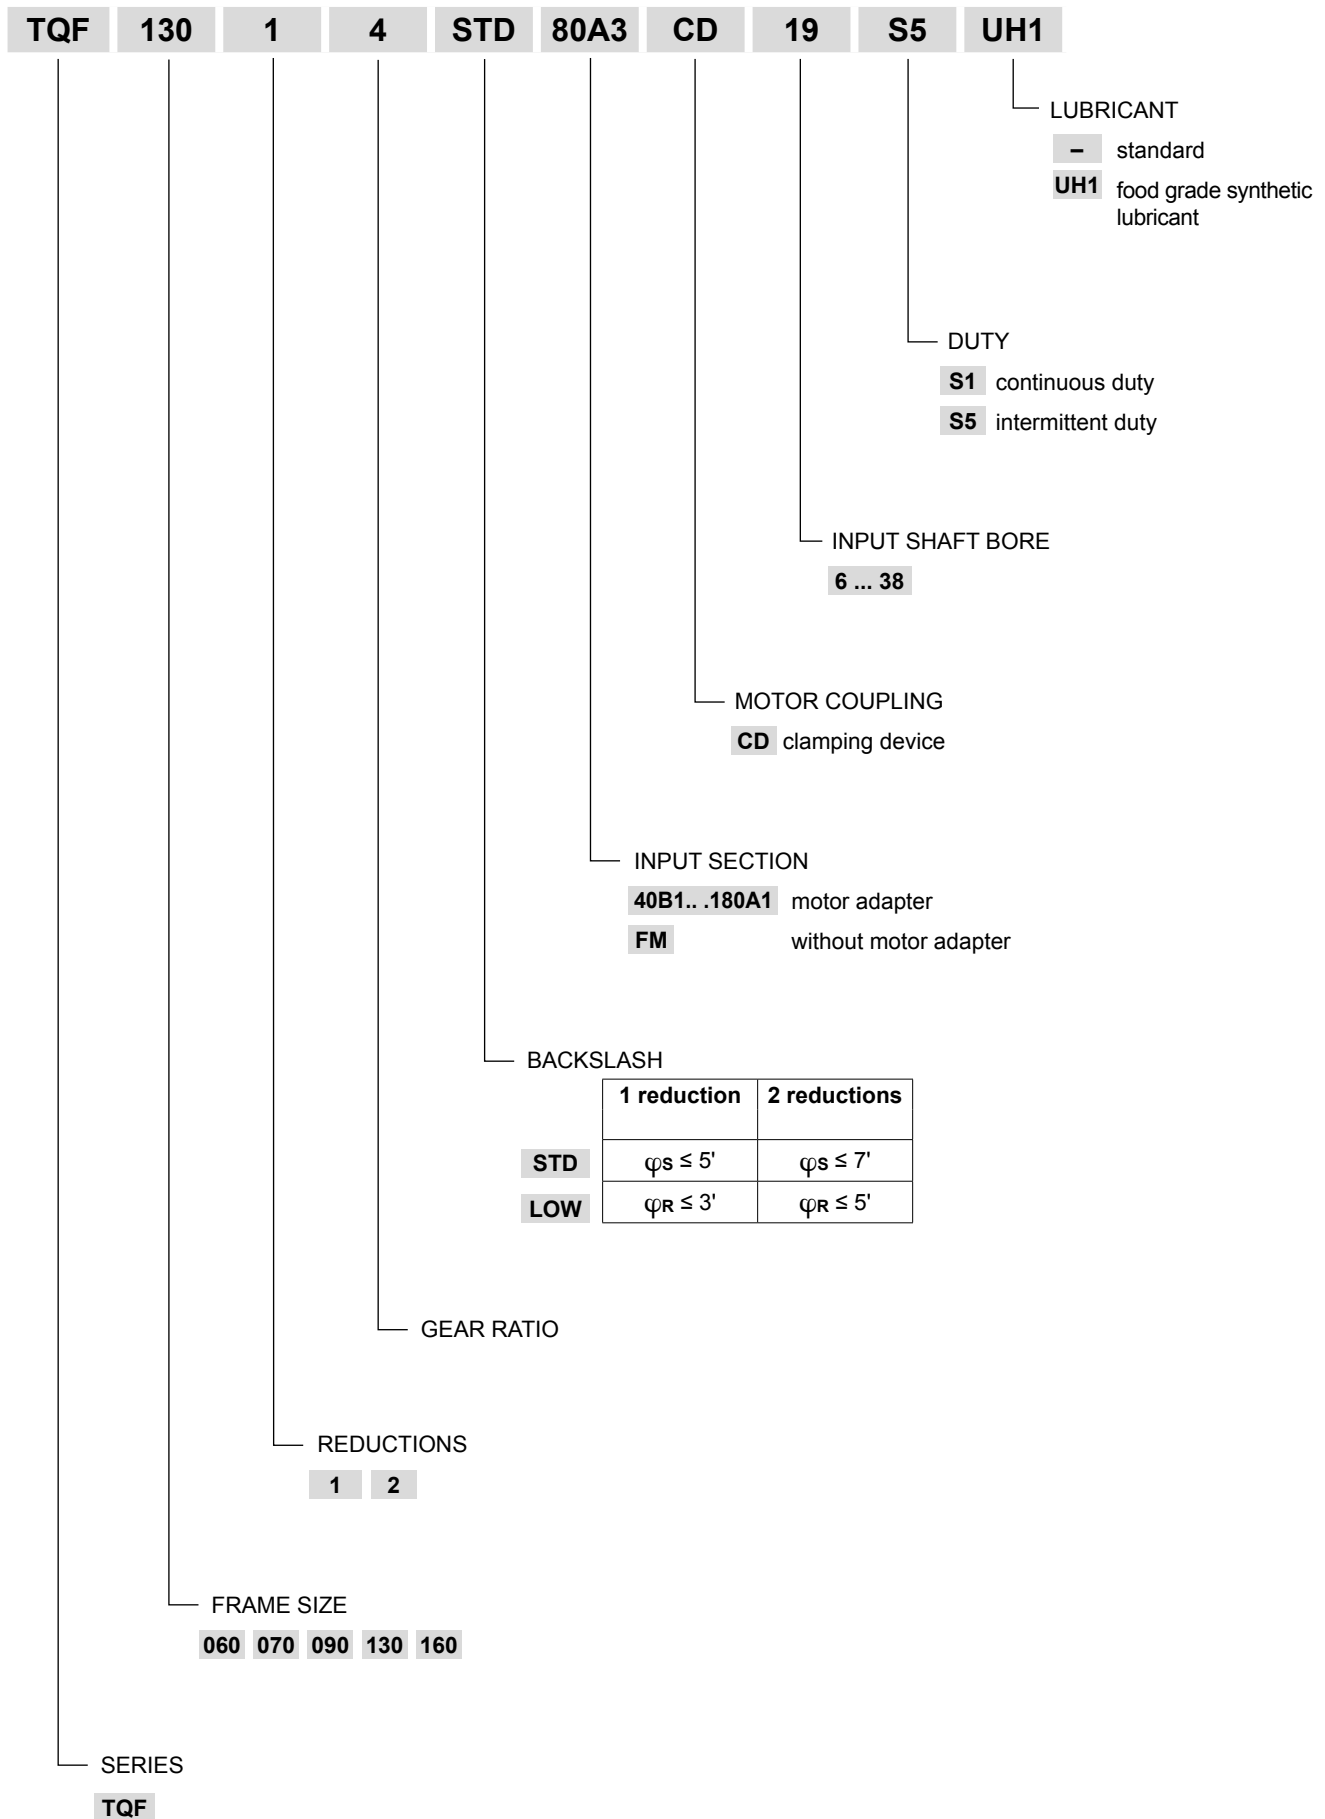 TQF 130 1 4 STD 80A3 CD 19 S5 UH1
LUBRICANT
– standard
UH1 food grade synthetic
lubricant
DUTY
S1 continuous duty
S5 intermittent duty
INPUT SHAFT BORE
6 ... 38
MOTOR COUPLING
CD clamping device
INPUT SECTION
40B1.. .180A1 motor adapter
FM without motor adapter
BACKSLASH
1 reduction 2 reductions
STD φS ≤ 5' φS ≤ 7'
LOW φR ≤ 3' φR ≤ 5'
GEAR RATIO
REDUCTIONS
1 2
FRAME SIZE
060 070 090 130 160
SERIES
TQF